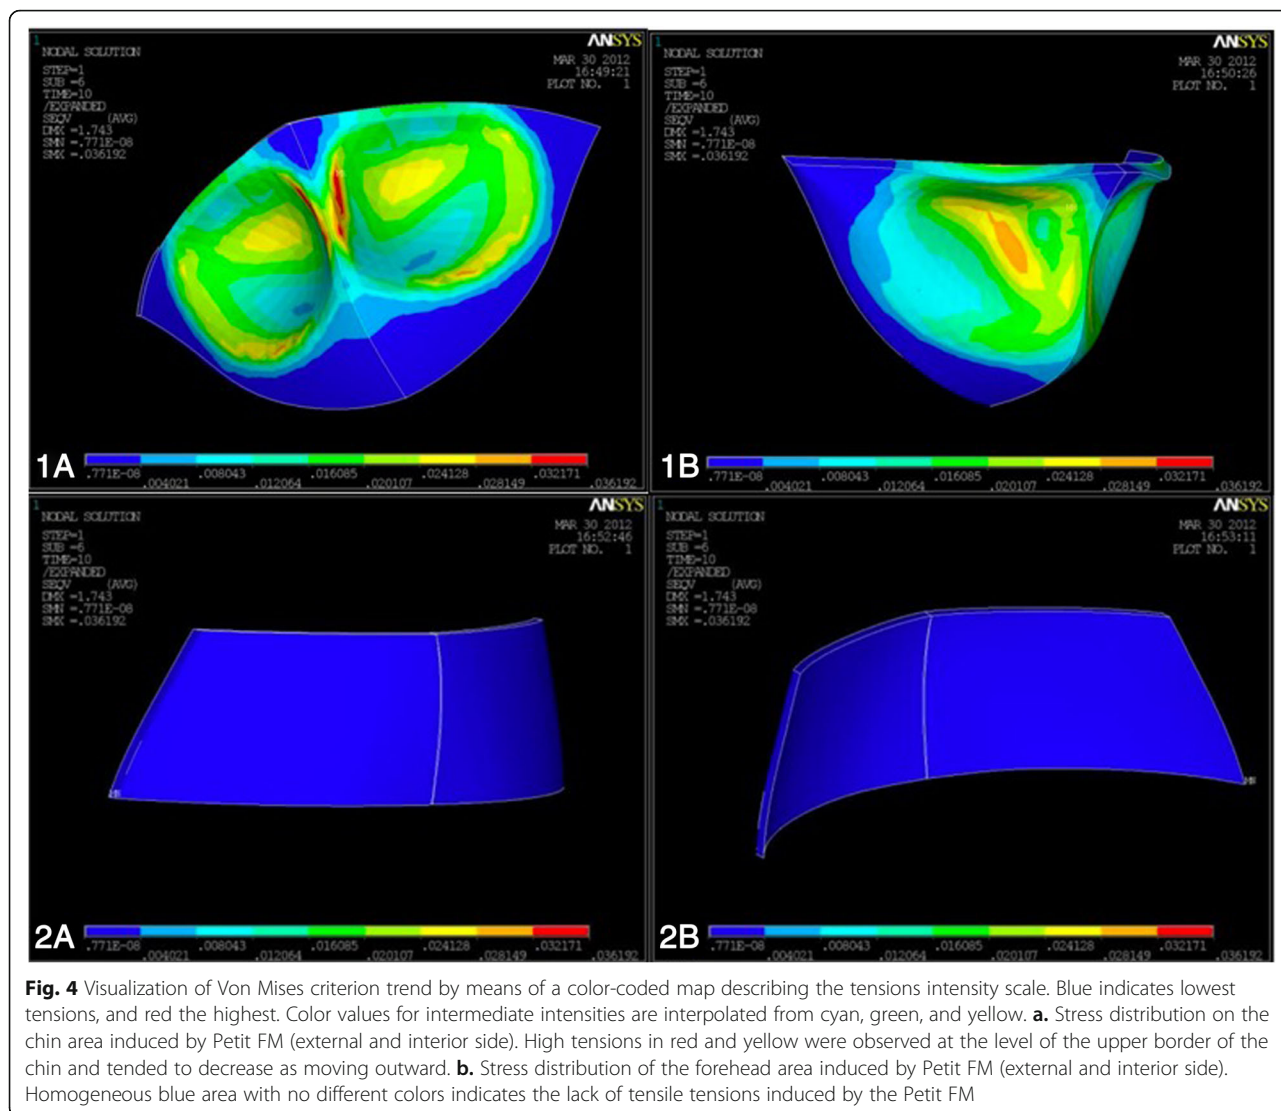 1
ANSYS
NODAL SOLUTION
MAR 30 2012
16:49:21
PLOT NO. 1
STEP=1
SUB =6
TIME=10
/EXPANDED
SEQV (AVG)
DMX =1.743
SMN =.771E-08
SMX =.036192
1A
.771E-08 .008043 .016085 .024128 .032171
.004021 .012064 .020107 .028149 .036192
1
ANSYS
NODAL SOLUTION
MAR 30 2012
16:50:26
PLOT NO. 1
STEP=1
SUB =6
TIME=10
/EXPANDED
SEQV (AVG)
DMX =1.743
SMN =.771E-08
SMX =.036192
1B
.771E-08 .008043 .016085 .024128 .032171
.004021 .012064 .020107 .028149 .036192
1
ANSYS
NODAL SOLUTION
MAR 30 2012
16:52:46
PLOT NO. 1
STEP=1
SUB =6
TIME=10
/EXPANDED
SEQV (AVG)
DMX =1.743
SMN =.771E-08
SMX =.036192
MN
2A
.771E-08 .008043 .016085 .024128 .032171
.004021 .012064 .020107 .028149 .036192
1
ANSYS
NODAL SOLUTION
MAR 30 2012
16:53:11
PLOT NO. 1
STEP=1
SUB =6
TIME=10
/EXPANDED
SEQV (AVG)
DMX =1.743
SMN =.771E-08
SMX =.036192
MN
2B
.771E-08 .008043 .016085 .024128 .032171
.004021 .012064 .020107 .028149 .036192
Fig. 4 Visualization of Von Mises criterion trend by means of a color-coded map describing the tensions intensity scale. Blue indicates lowest
tensions, and red the highest. Color values for intermediate intensities are interpolated from cyan, green, and yellow. a. Stress distribution on the
chin area induced by Petit FM (external and interior side). High tensions in red and yellow were observed at the level of the upper border of the
chin and tended to decrease as moving outward. b. Stress distribution of the forehead area induced by Petit FM (external and interior side).
Homogeneous blue area with no different colors indicates the lack of tensile tensions induced by the Petit FM